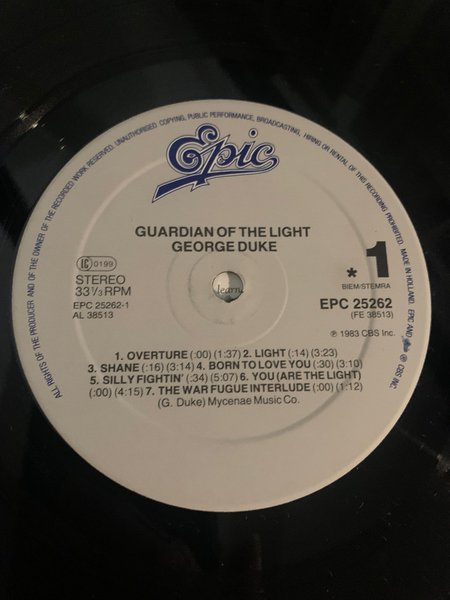 ALL RIGHTS OF THE PRODUCER AND OF THE OWNER OF THE RECORDED WORK RESERVED. UNAUTHORISED COPYING, PUBLIC PERFORMANCE, BROADCASTING, HIRING OR RENTAL OF THIS RECORDING PROHIBITED. MADE IN HOLLAND. EPIC AND ® CBS INC.
Epic
GUARDIAN OF THE LIGHT
GEORGE DUKE
LC 0199
STEREO
33⅓ RPM
EPC 25262-1
AL 38513
* 1
BIEM/STEMRA
EPC 25262
(FE 38513)
℗ 1983 CBS Inc.
1. OVERTURE (:00) (1:37) 2. LIGHT (:14) (3:23)
3. SHANE (:16) (3:14) 4. BORN TO LOVE YOU (:30) (3:10)
5. SILLY FIGHTIN' (:34) (5:07) 6. YOU (ARE THE LIGHT)
(:00) (4:15) 7. THE WAR FUGUE INTERLUDE (:00) (1:12)
(G. Duke) Mycenae Music Co.